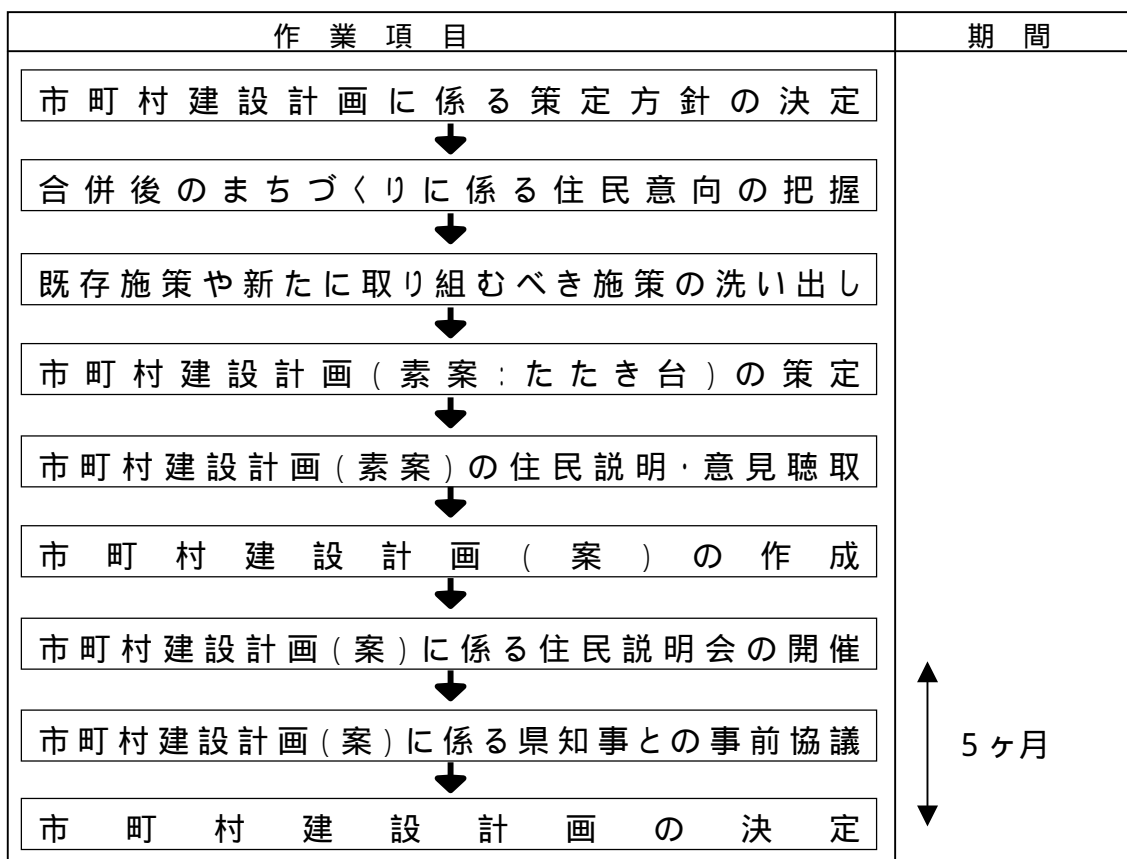 作業項目 期間
市町村建設計画に係る策定方針の決定
合併後のまちづくりに係る住民意向の把握
既存施策や新たに取り組むべき施策の洗い出し
市町村建設計画(素案:たたき台)の策定
市町村建設計画(素案)の住民説明・意見聴取
市町村建設計画(案)の作成
市町村建設計画(案)に係る住民説明会の開催
市町村建設計画(案)に係る県知事との事前協議
5ヶ月
市町村建設計画の決定